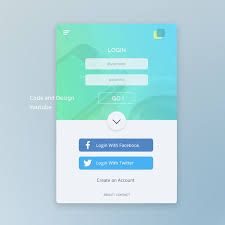 LOGIN
@username
password
Code and Design
GO !
Youtube
Login With Facebook
Login With Twitter
Create an Account
ABOUT CONTACT